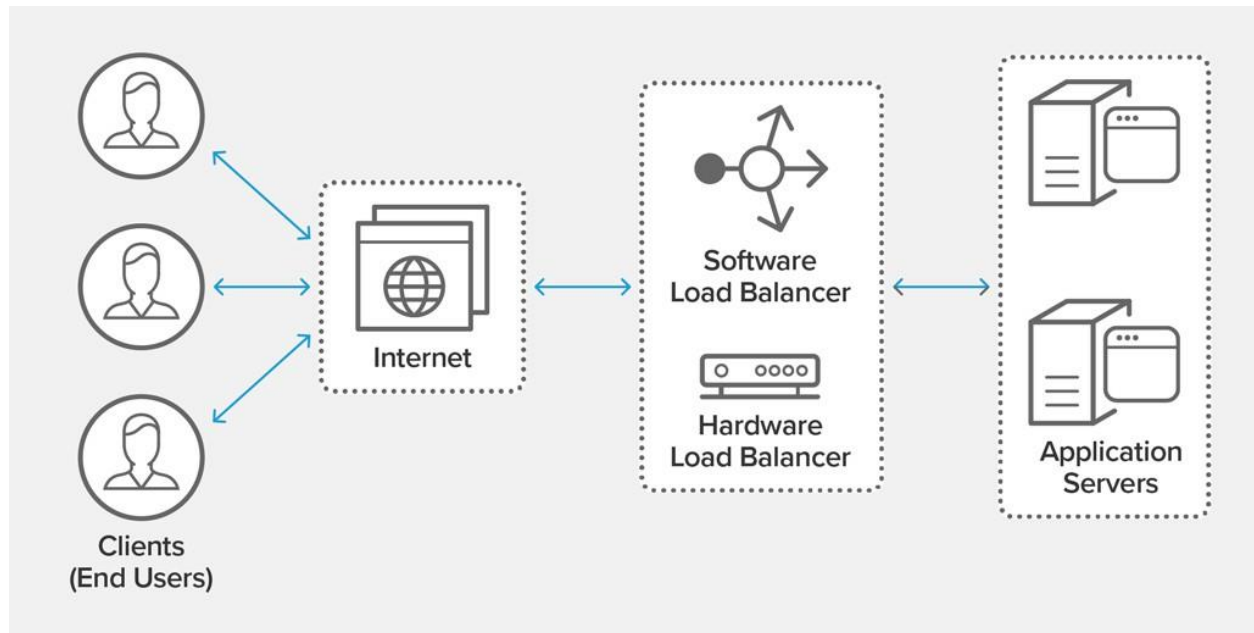 Clients
(End Users)
Internet
Software
Load Balancer
Hardware
Load Balancer
Application
Servers